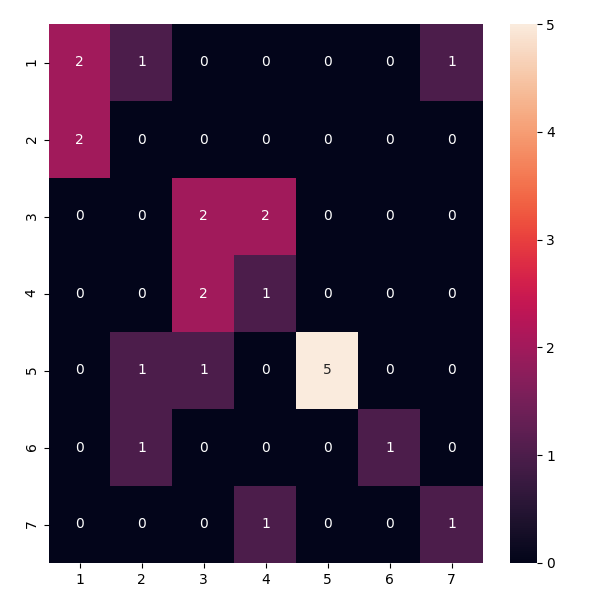 1 2 1 0 0 0 0 1
2 2 0 0 0 0 0 0
3 0 0 2 2 0 0 0
4 0 0 2 1 0 0 0
5 0 1 1 0 5 0 0
6 0 1 0 0 0 1 0
7 0 0 0 1 0 0 1
1 2 3 4 5 6 7
5
4
3
2
1
0